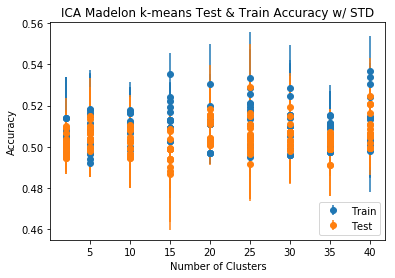 ICA Madelon k-means Test & Train Accuracy w/ STD
0.56
0.54
0.52
0.50
0.48
0.46
Accuracy
5
10
15
20
25
30
35
40
Number of Clusters
Train
Test